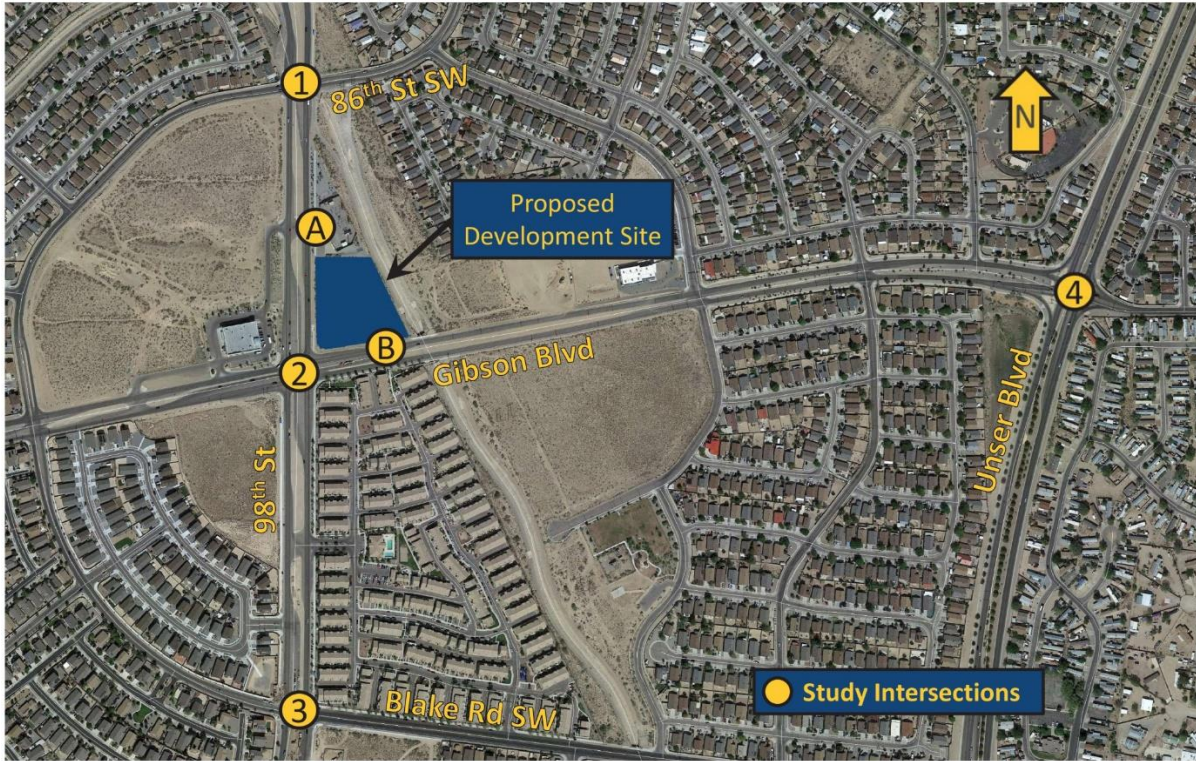 1
86th St SW
N
Proposed
Development Site
A
4
B
Gibson Blvd
2
Unser Blvd
98th St
Study Intersections
3
Blake Rd SW